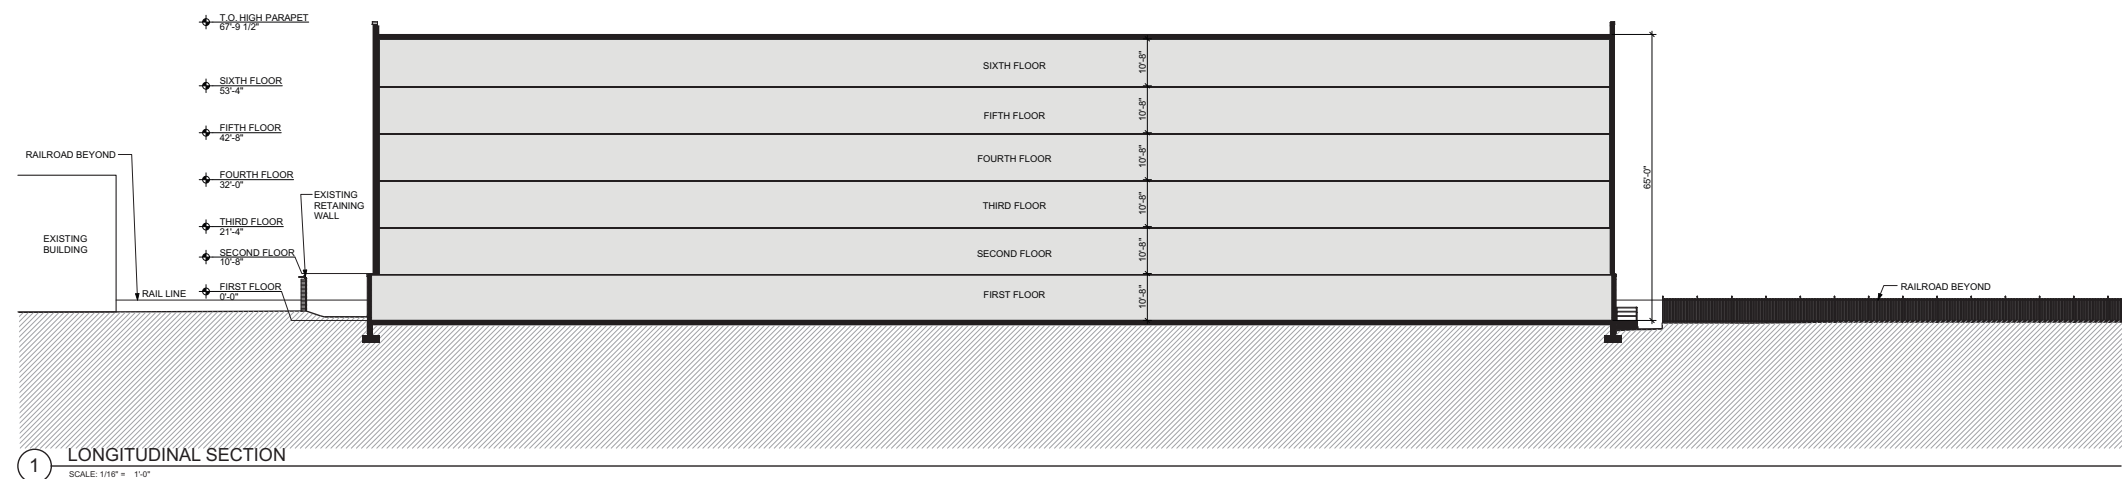 T.O. HIGH PARAPET
67'-9 1/2"
SIXTH FLOOR
53'-4"
FIFTH FLOOR
42'-8"
FOURTH FLOOR
32'-0"
THIRD FLOOR
21'-4"
SECOND FLOOR
10'-8"
FIRST FLOOR
0'-0"
RAILROAD BEYOND
EXISTING
BUILDING
RAIL LINE
EXISTING
RETAINING
WALL
SIXTH FLOOR
10'-8"
FIFTH FLOOR
10'-8"
FOURTH FLOOR
10'-8"
THIRD FLOOR
10'-8"
SECOND FLOOR
10'-8"
FIRST FLOOR
10'-8"
65'-0"
RAILROAD BEYOND
1
LONGITUDINAL SECTION
SCALE: 1/16" = 1'-0"